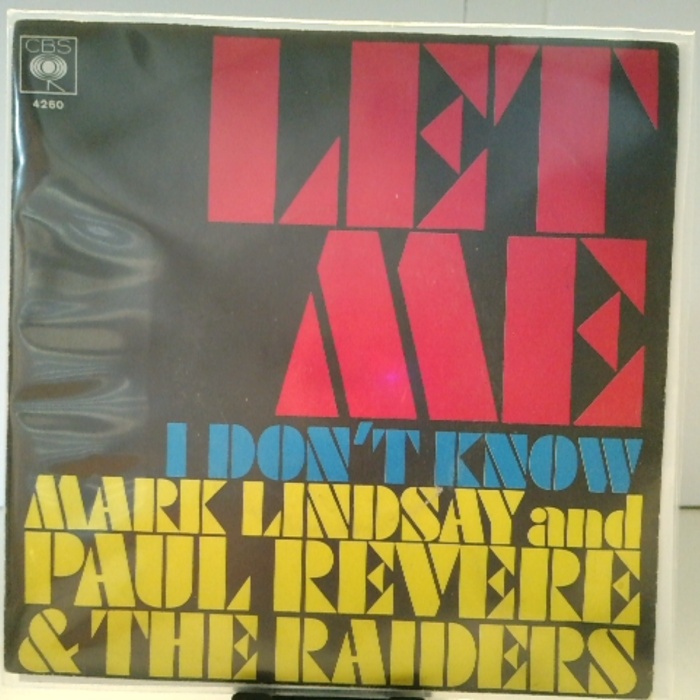 CBS
4260
LET
ME
I DON'T KNOW
MARK LINDSAY and
PAUL REVERE
& THE RAIDERS